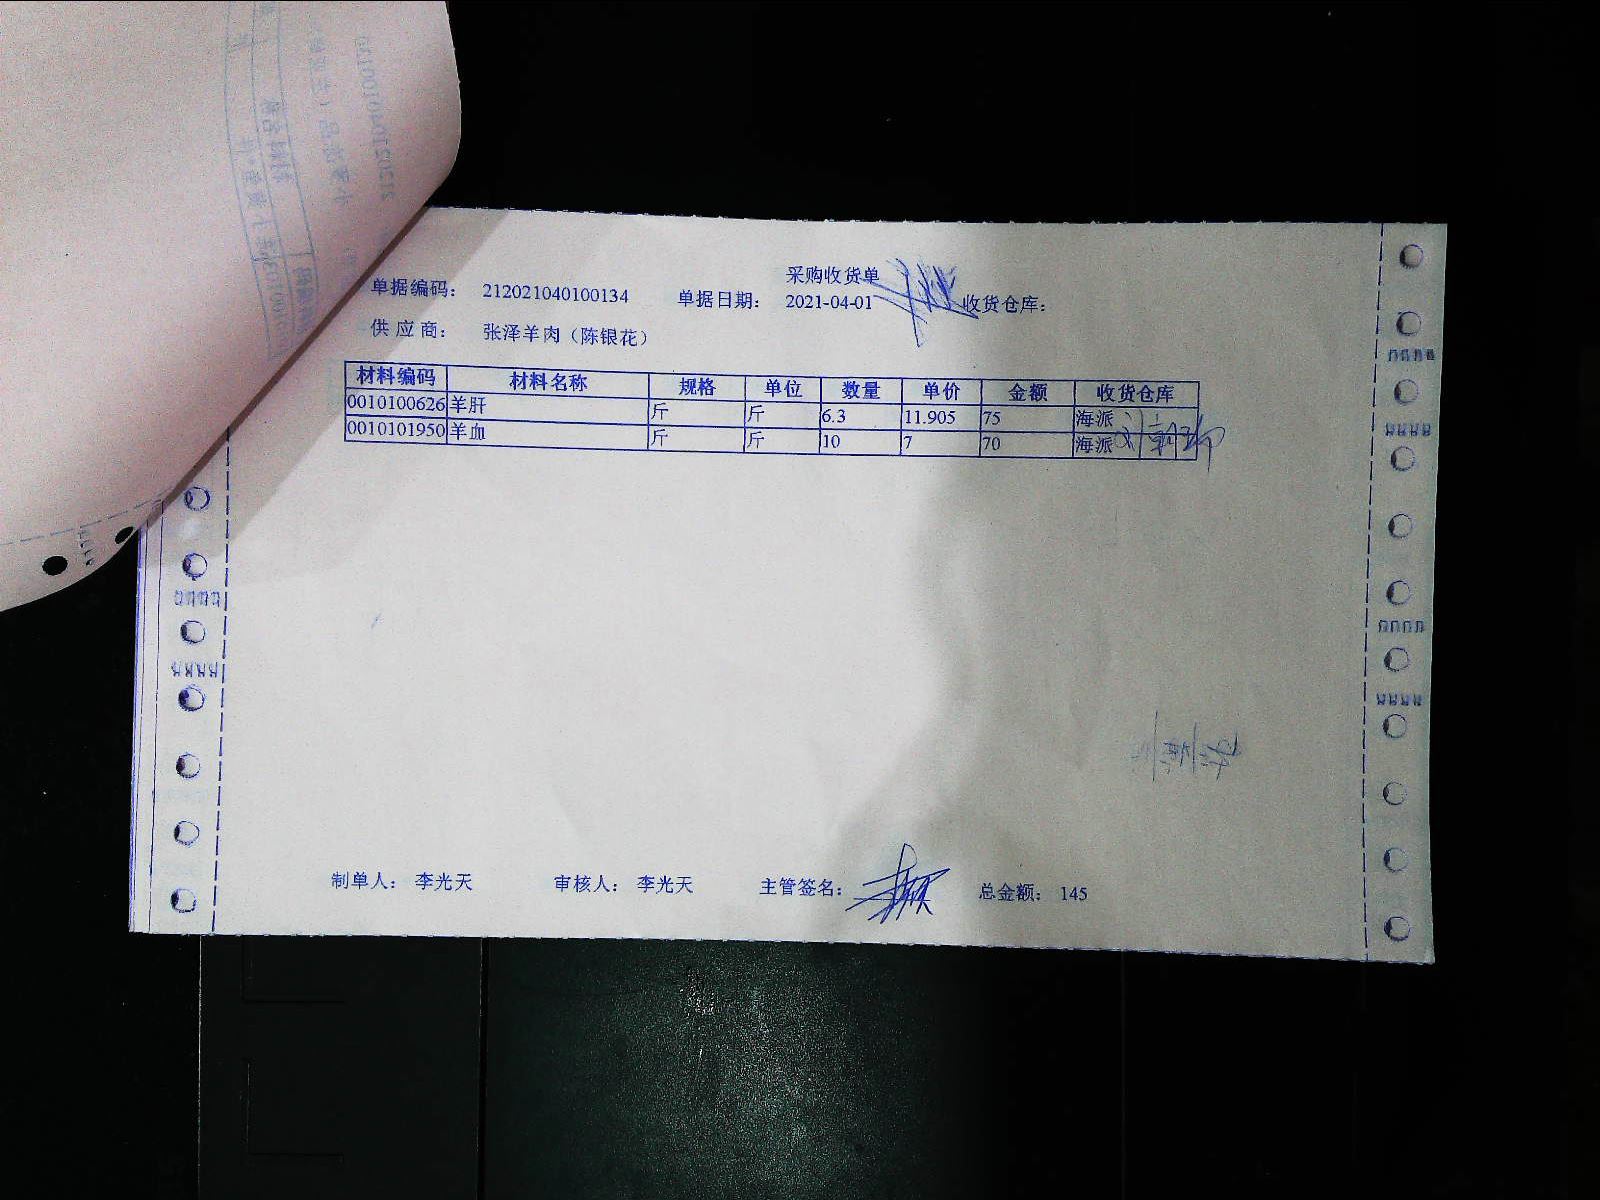 采购收货单
单据编码： 212021040100134 单据日期： 2021-04-01 收货仓库：
供 应 商： 张泽羊肉（陈银花）
材料编码 材料名称 规格 单位 数量 单价 金额 收货仓库
0010100626 羊肝 斤 斤 6.3 11.905 75 海派
0010101950 羊血 斤 斤 10 7 70 海派
制单人： 李光天 审核人： 李光天 主管签名： 总金额： 145